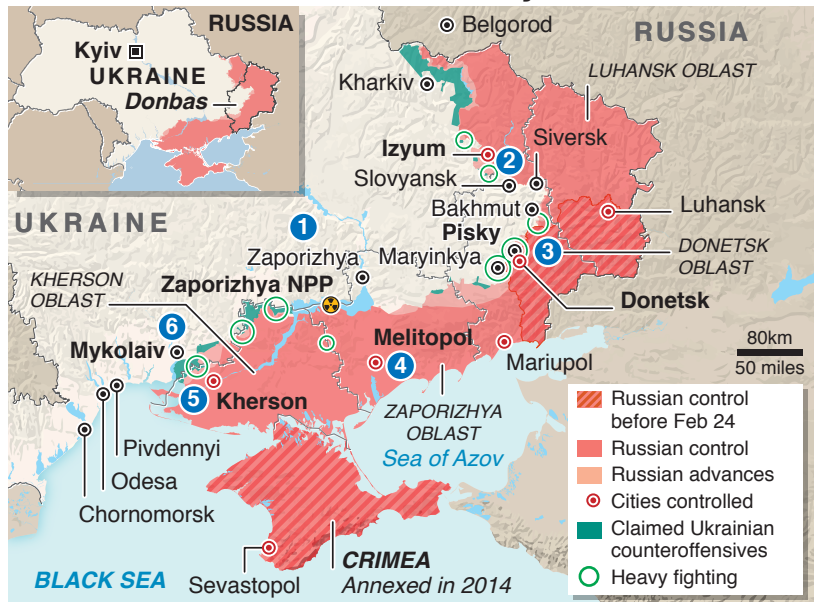 RUSSIA
Kyiv
UKRAINE
Donbas
Belgorod
RUSSIA
LUHANSK OBLAST
Kharkiv
Izyum
2
Siversk
Slovyansk
Bakhmut
Luhansk
UKRAINE
1
Pisky
3
Zaporizhya
Maryinkya
DONETSK
OBLAST
KHERSON
OBLAST
Zaporizhya NPP
Donetsk
6
Mykolaiv
Melitopol
4
Mariupol
80km
50 miles
5
Kherson
ZAPORIZHYA
OBLAST
Sea of Azov
Pivdennyi
Odesa
Chornomorsk
BLACK SEA
Sevastopol
CRIMEA
Annexed in 2014
Russian control
before Feb 24
Russian control
Russian advances
Cities controlled
Claimed Ukrainian
counteroffensives
Heavy fighting